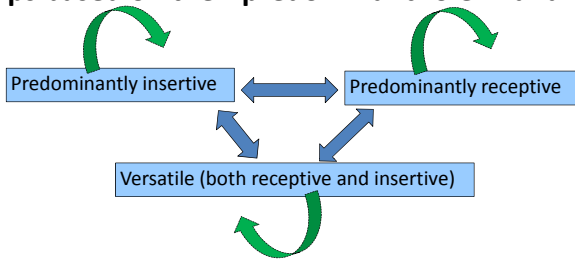 Predominantly insertive
Predominantly receptive
Versatile (both receptive and insertive)